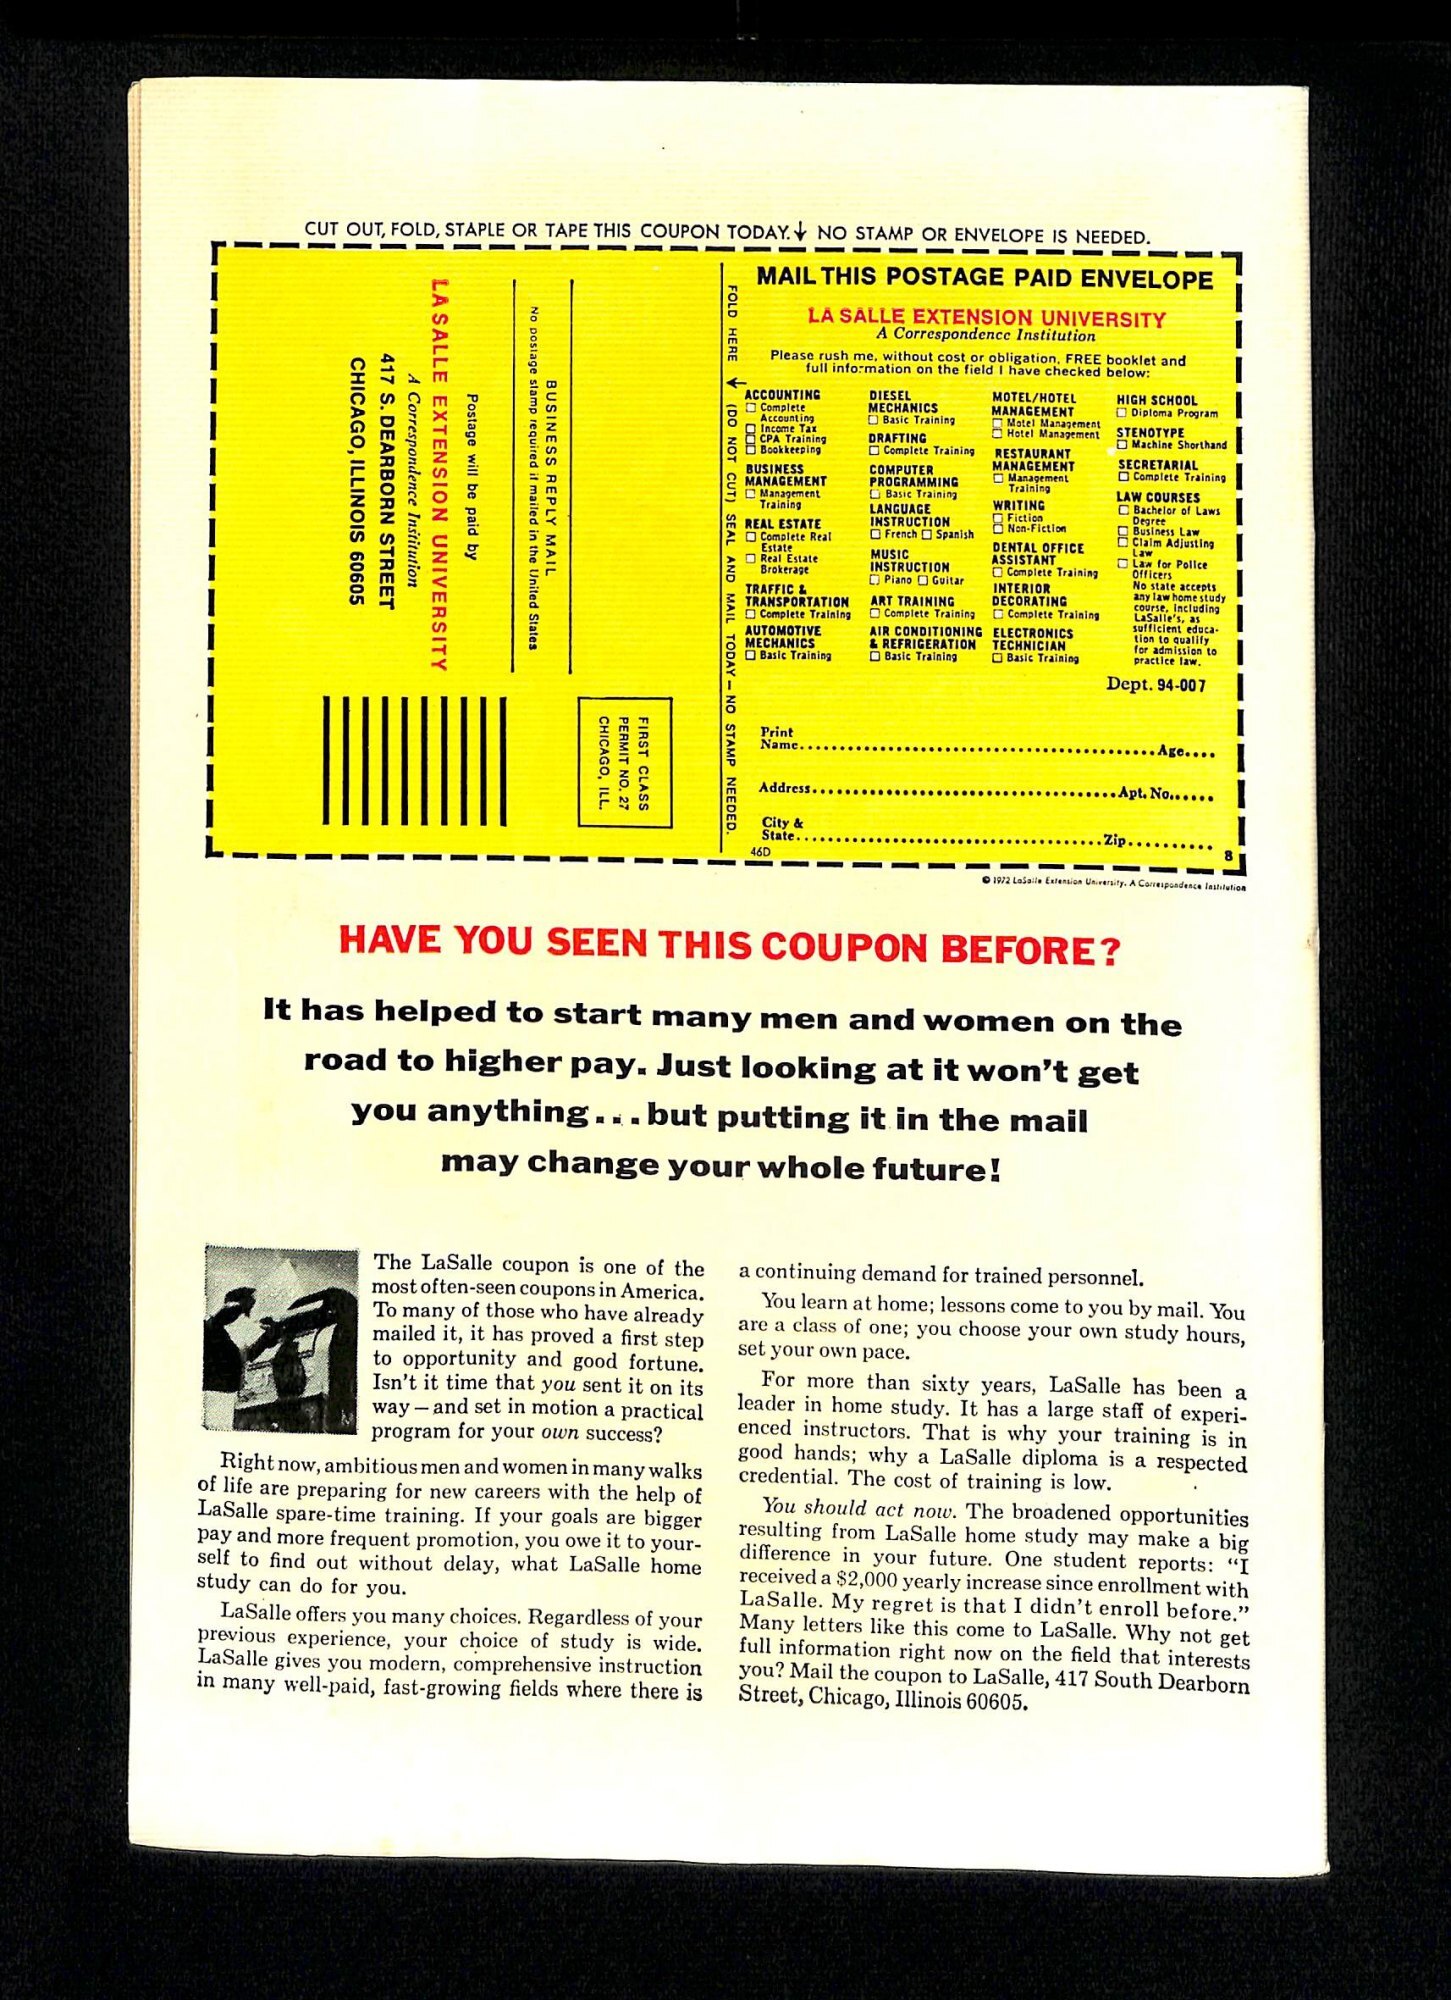 CUT OUT, FOLD, STAPLE OR TAPE THIS COUPON TODAY.↓ NO STAMP OR ENVELOPE IS NEEDED.
LA SALLE EXTENSION UNIVERSITY
A Correspondence Institution
417 S. DEARBORN STREET
CHICAGO, ILLINOIS 60605
Postage will be paid by
BUSINESS REPLY MAIL
No postage stamp required if mailed in the United States
FIRST CLASS
PERMIT NO. 27
CHICAGO, ILL.
FOLD HERE ↓ (DO NOT CUT) SEAL AND MAIL TODAY — NO STAMP NEEDED.
MAIL THIS POSTAGE PAID ENVELOPE
LA SALLE EXTENSION UNIVERSITY
A Correspondence Institution
Please rush me, without cost or obligation, FREE booklet and
full information on the field I have checked below:
ACCOUNTING
☐ Complete
Accounting
☐ Income Tax
☐ CPA Training
☐ Bookkeeping
BUSINESS
MANAGEMENT
☐ Management
Training
REAL ESTATE
☐ Complete Real
Estate
☐ Real Estate
Brokerage
TRAFFIC &
TRANSPORTATION
☐ Complete Training
AUTOMOTIVE
MECHANICS
☐ Basic Training
DIESEL
MECHANICS
☐ Basic Training
DRAFTING
☐ Complete Training
COMPUTER
PROGRAMMING
☐ Basic Training
LANGUAGE
INSTRUCTION
☐ French ☐ Spanish
MUSIC
INSTRUCTION
☐ Piano ☐ Guitar
ART TRAINING
☐ Complete Training
AIR CONDITIONING
& REFRIGERATION
☐ Basic Training
MOTEL/HOTEL
MANAGEMENT
☐ Motel Management
☐ Hotel Management
RESTAURANT
MANAGEMENT
☐ Management
Training
WRITING
☐ Fiction
☐ Non-Fiction
DENTAL OFFICE
ASSISTANT
☐ Complete Training
INTERIOR
DECORATING
☐ Complete Training
ELECTRONICS
TECHNICIAN
☐ Basic Training
HIGH SCHOOL
☐ Diploma Program
STENOTYPE
☐ Machine Shorthand
SECRETARIAL
☐ Complete Training
LAW COURSES
☐ Bachelor of Laws
Degree
☐ Business Law
☐ Claim Adjusting
Law
☐ Law for Police
Officers
No state accepts
any law home study
course, including
LaSalle's, as
sufficient educa-
tion to qualify
for admission to
practice law.
Dept. 94-007
Print
Name........................................Age....
Address........................................Apt. No......
City &
State........................................Zip..........
46D 8
© 1972 LaSalle Extension University. A Correspondence Institution
HAVE YOU SEEN THIS COUPON BEFORE?
It has helped to start many men and women on the
road to higher pay. Just looking at it won't get
you anything...but putting it in the mail
may change your whole future!
The LaSalle coupon is one of the
most often-seen coupons in America.
To many of those who have already
mailed it, it has proved a first step
to opportunity and good fortune.
Isn't it time that you sent it on its
way — and set in motion a practical
program for your own success?
Right now, ambitious men and women in many walks
of life are preparing for new careers with the help of
LaSalle spare-time training. If your goals are bigger
pay and more frequent promotion, you owe it to your-
self to find out without delay, what LaSalle home
study can do for you.
LaSalle offers you many choices. Regardless of your
previous experience, your choice of study is wide.
LaSalle gives you modern, comprehensive instruction
in many well-paid, fast-growing fields where there is
a continuing demand for trained personnel.
You learn at home; lessons come to you by mail. You
are a class of one; you choose your own study hours,
set your own pace.
For more than sixty years, LaSalle has been a
leader in home study. It has a large staff of experi-
enced instructors. That is why your training is in
good hands; why a LaSalle diploma is a respected
credential. The cost of training is low.
You should act now. The broadened opportunities
resulting from LaSalle home study may make a big
difference in your future. One student reports: "I
received a $2,000 yearly increase since enrollment with
LaSalle. My regret is that I didn't enroll before."
Many letters like this come to LaSalle. Why not get
full information right now on the field that interests
you? Mail the coupon to LaSalle, 417 South Dearborn
Street, Chicago, Illinois 60605.